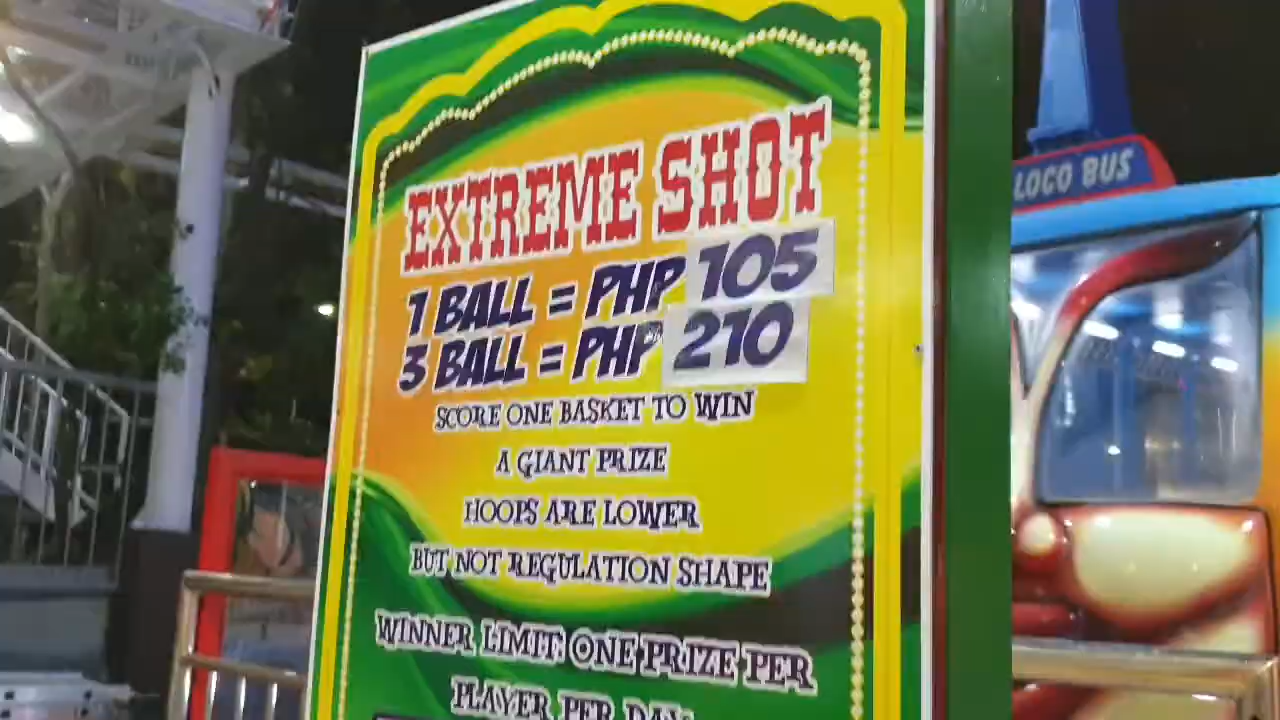 EXTREME SHOT
1 BALL = PHP 105
3 BALL = PHP 210
SCORE ONE BASKET TO WIN
A GIANT PRIZE
HOOPS ARE LOWER
BUT NOT REGULATION SHAPE
WINNER LIMIT: ONE PRIZE PER
PLAYER PER DAY
LOCO BUS